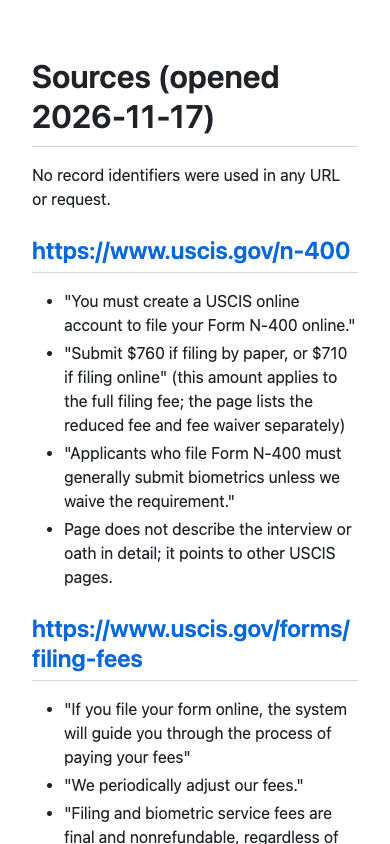 Sources (opened
2026-11-17)
No record identifiers were used in any URL
or request.
https://www.uscis.gov/n-400
• "You must create a USCIS online
account to file your Form N-400 online."
• "Submit $760 if filing by paper, or $710
if filing online" (this amount applies to
the full filing fee; the page lists the
reduced fee and fee waiver separately)
• "Applicants who file Form N-400 must
generally submit biometrics unless we
waive the requirement."
• Page does not describe the interview or
oath in detail; it points to other USCIS
pages.
https://www.uscis.gov/forms/
filing-fees
• "If you file your form online, the system
will guide you through the process of
paying your fees"
• "We periodically adjust our fees."
• "Filing and biometric service fees are
final and nonrefundable, regardless of